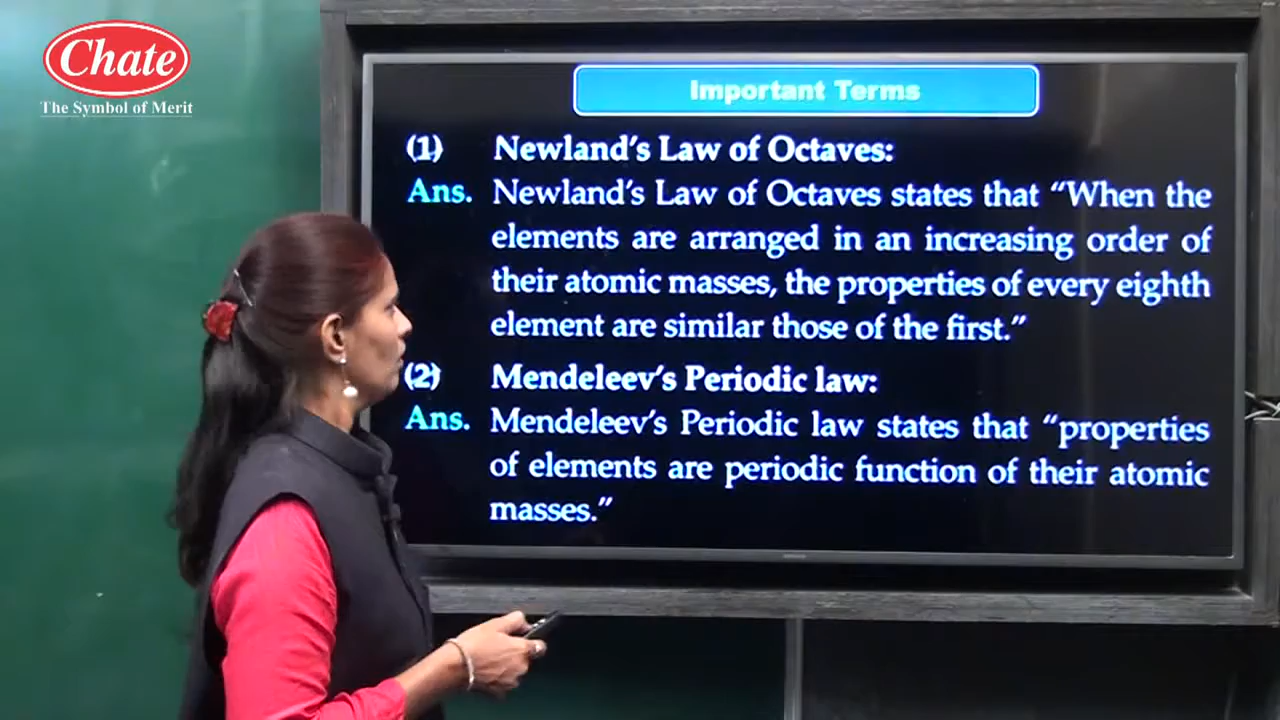 Chate
The Symbol of Merit
Important Terms
(1) Newland's Law of Octaves:
Ans. Newland's Law of Octaves states that “When the
elements are arranged in an increasing order of
their atomic masses, the properties of every eighth
element are similar those of the first.”
(2) Mendeleev's Periodic law:
Ans. Mendeleev's Periodic law states that “properties
of elements are periodic function of their atomic
masses.”